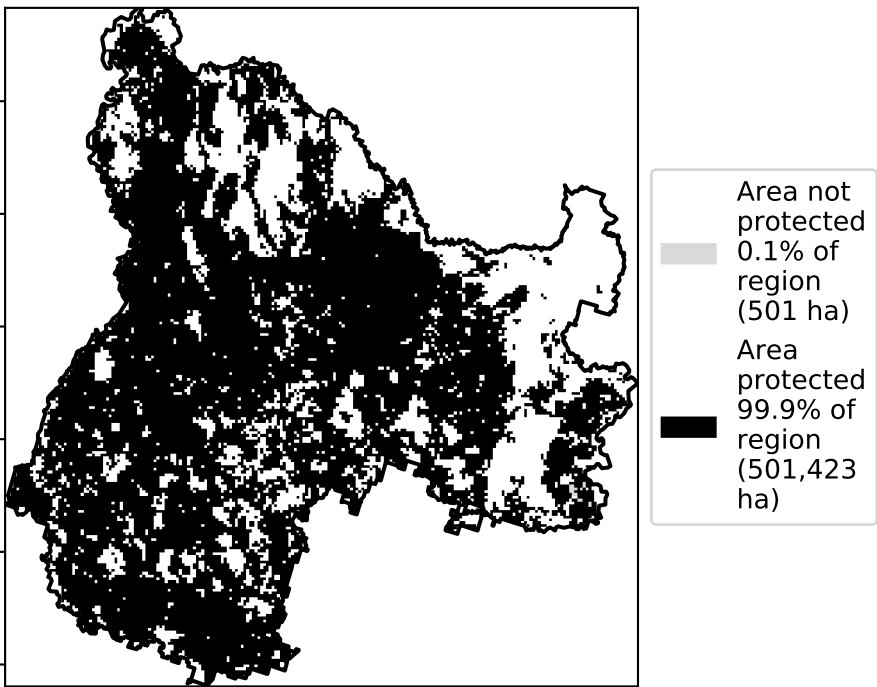 Area not
protected
0.1% of
region
(501 ha)
Area
protected
99.9% of
region
(501,423
ha)